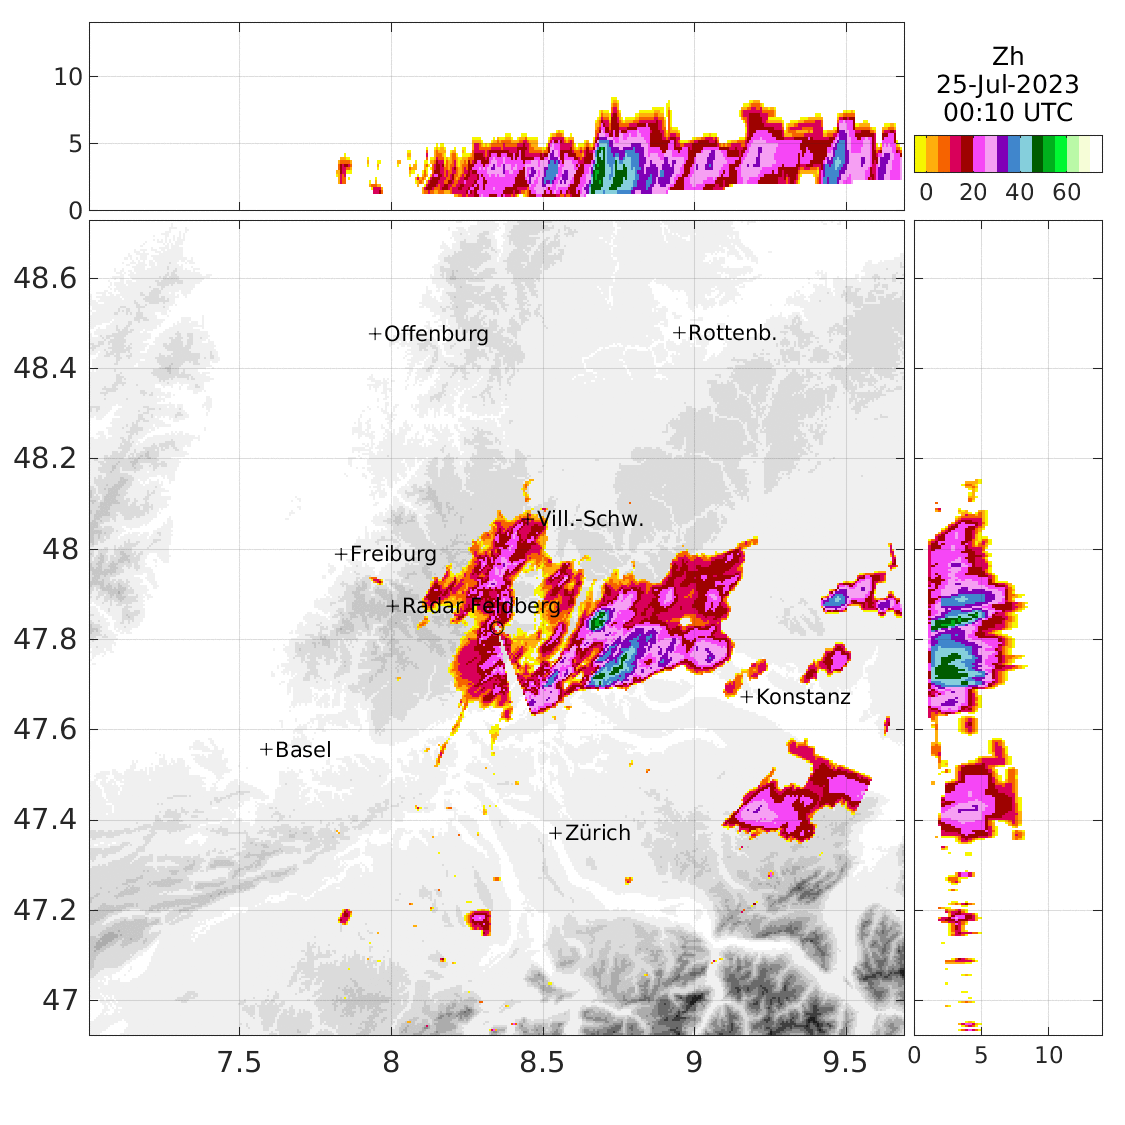 10
5
0
Zh
25-Jul-2023
00:10 UTC
0 20 40 60
48.6
48.4
48.2
48
47.8
47.6
47.4
47.2
47
+Offenburg
+Rottenb.
+Vill.-Schw.
+Freiburg
+Radar Feldberg
+Konstanz
+Basel
+Zürich
7.5 8 8.5 9 9.5
0 5 10